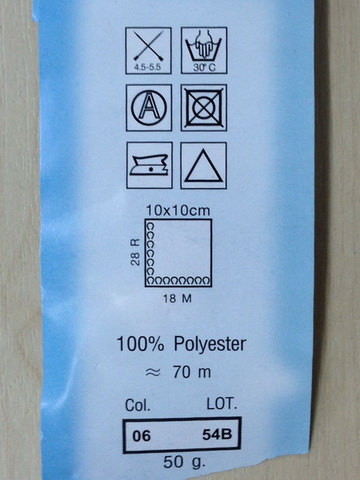 4.5-5.5
30°C
A
10x10cm
28 R
18 M
100% Polyester
≈ 70 m
Col. LOT.
06 54B
50 g.